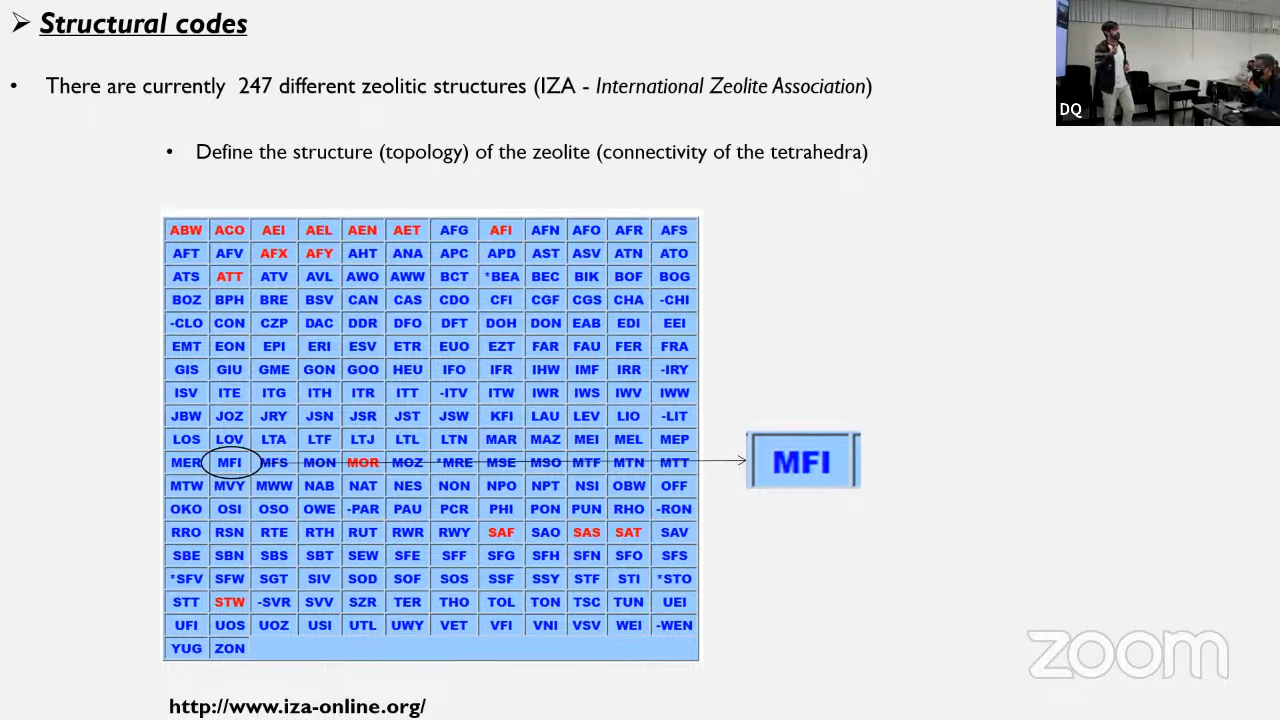 Structural codes
DQ
There are currently 247 different zeolitic structures (IZA - International Zeolite Association)
Define the structure (topology) of the zeolite (connectivity of the tetrahedra)
ABW ACO AEI AEL AEN AET AFG AFI AFN AFO AFR AFS
AFT AFV AFX AFY AHT ANA APC APD AST ASV ATN ATO
ATS ATT ATV AVL AWO AWW BCT *BEA BEC BIK BOF BOG
BOZ BPH BRE BSV CAN CAS CDO CFI CGF CGS CHA -CHI
-CLO CON CZP DAC DDR DFO DFT DOH DON EAB EDI EEI
EMT EON EPI ERI ESV ETR EUO EZT FAR FAU FER FRA
GIS GIU GME GON GOO HEU IFO IFR IHW IMF IRR -IRY
ISV ITE ITG ITH ITR ITT -ITV ITW IWR IWS IWV IWW
JBW JOZ JRY JSN JSR JST JSW KFI LAU LEV LIO -LIT
LOS LOV LTA LTF LTJ LTL LTN MAR MAZ MEI MEL MEP
MER MFI MFS MON MOR MOZ *MRE MSE MSO MTF MTN MTT
MFI
MTW MVY MWW NAB NAT NES NON NPO NPT NSI OBW OFF
OKO OSI OSO OWE -PAR PAU PCR PHI PON PUN RHO -RON
RRO RSN RTE RTH RUT RWR RWY SAF SAO SAS SAT SAV
SBE SBN SBS SBT SEW SFE SFF SFG SFH SFN SFO SFS
*SFV SFW SGT SIV SOD SOF SOS SSF SSY STF STI *STO
STT STW -SVR SVV SZR TER THO TOL TON TSC TUN UEI
UFI UOS UOZ USI UTL UWY VET VFI VNI VSV WEI -WEN
YUG ZON
zoom
http://www.iza-online.org/